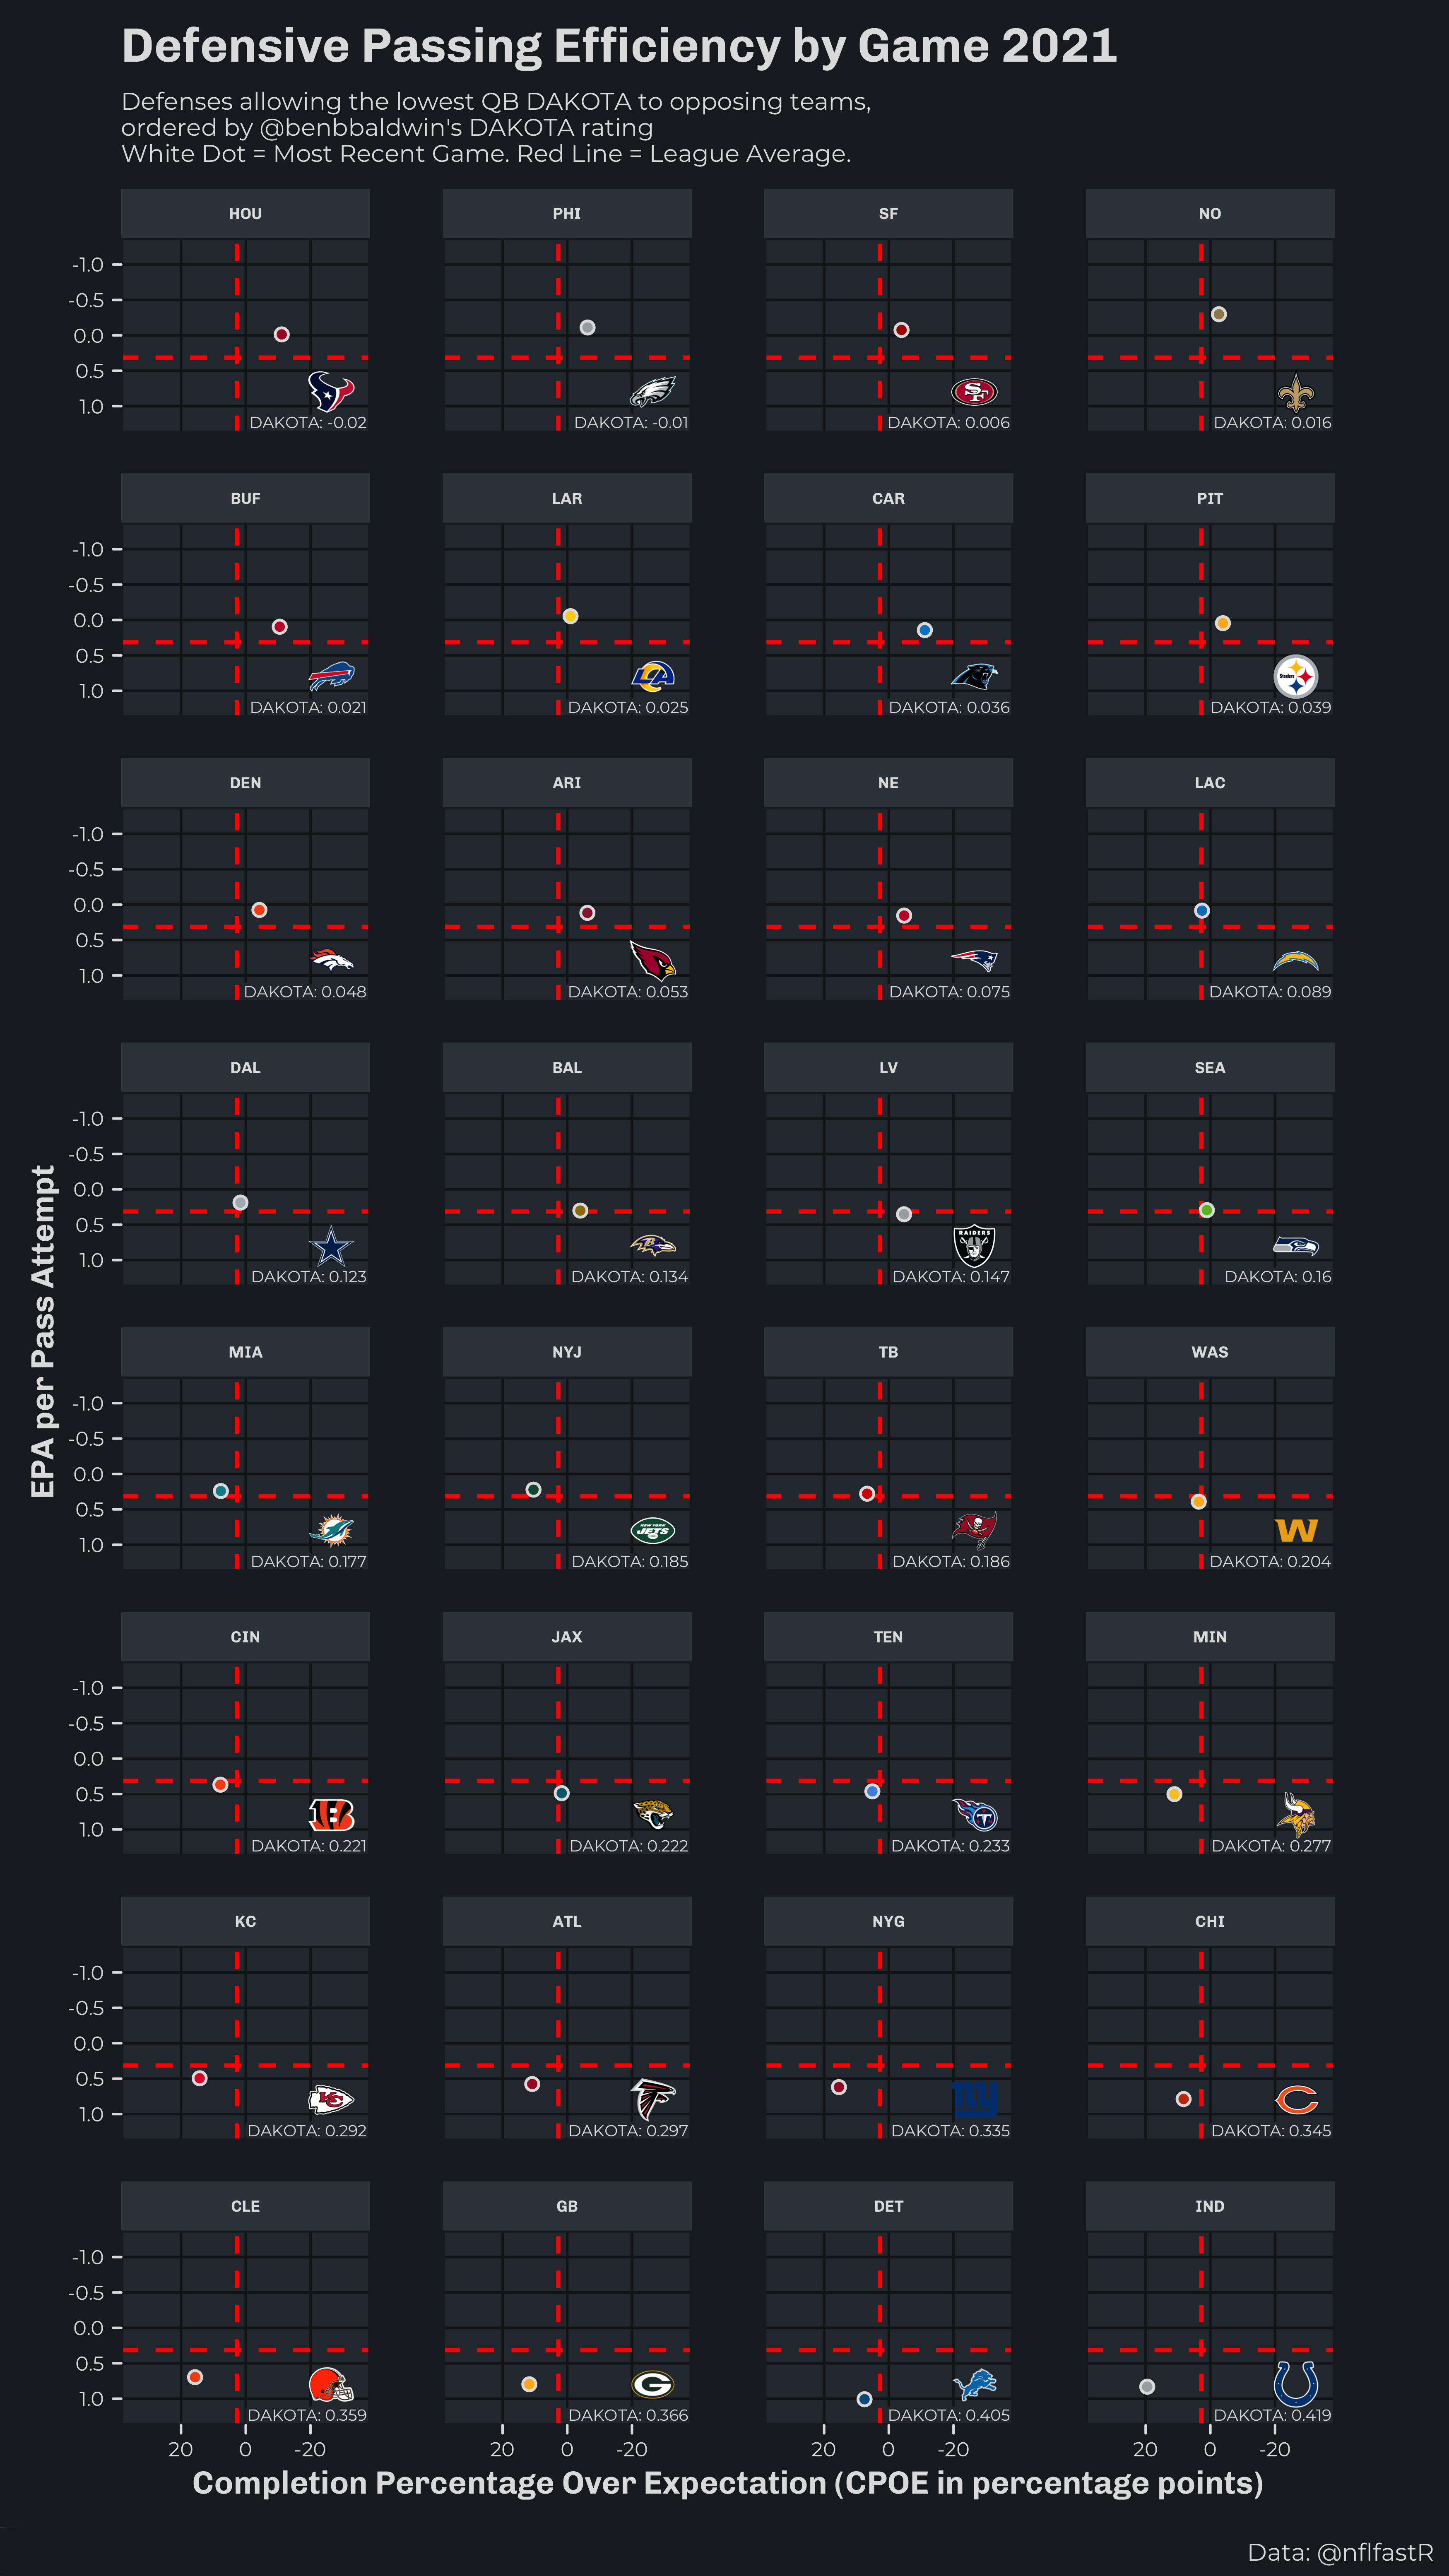 Defensive Passing Efficiency by Game 2021
Defenses allowing the lowest QB DAKOTA to opposing teams,
ordered by @benbbaldwin's DAKOTA rating
White Dot = Most Recent Game. Red Line = League Average.
EPA per Pass Attempt
HOU PHI SF NO
-1.0
-0.5
0.0
0.5
1.0
DAKOTA: -0.02 DAKOTA: -0.01 DAKOTA: 0.006 DAKOTA: 0.016
SF
BUF LAR CAR PIT
-1.0
-0.5
0.0
0.5
1.0
LA
Steelers
DAKOTA: 0.021 DAKOTA: 0.025 DAKOTA: 0.036 DAKOTA: 0.039
DEN ARI NE LAC
-1.0
-0.5
0.0
0.5
1.0
DAKOTA: 0.048 DAKOTA: 0.053 DAKOTA: 0.075 DAKOTA: 0.089
DAL BAL LV SEA
-1.0
-0.5
0.0
0.5
1.0
RAIDERS
DAKOTA: 0.123 DAKOTA: 0.134 DAKOTA: 0.147 DAKOTA: 0.16
MIA NYJ TB WAS
-1.0
-0.5
0.0
0.5
1.0
NEW YORK
JETS
W
DAKOTA: 0.177 DAKOTA: 0.185 DAKOTA: 0.186 DAKOTA: 0.204
CIN JAX TEN MIN
-1.0
-0.5
0.0
0.5
1.0
B
T
DAKOTA: 0.221 DAKOTA: 0.222 DAKOTA: 0.233 DAKOTA: 0.277
KC ATL NYG CHI
-1.0
-0.5
0.0
0.5
1.0
KC
ny
C
DAKOTA: 0.292 DAKOTA: 0.297 DAKOTA: 0.335 DAKOTA: 0.345
CLE GB DET IND
-1.0
-0.5
0.0
0.5
1.0
G
DAKOTA: 0.359 DAKOTA: 0.366 DAKOTA: 0.405 DAKOTA: 0.419
20 0 -20 20 0 -20 20 0 -20 20 0 -20
Completion Percentage Over Expectation (CPOE in percentage points)
Data: @nflfastR